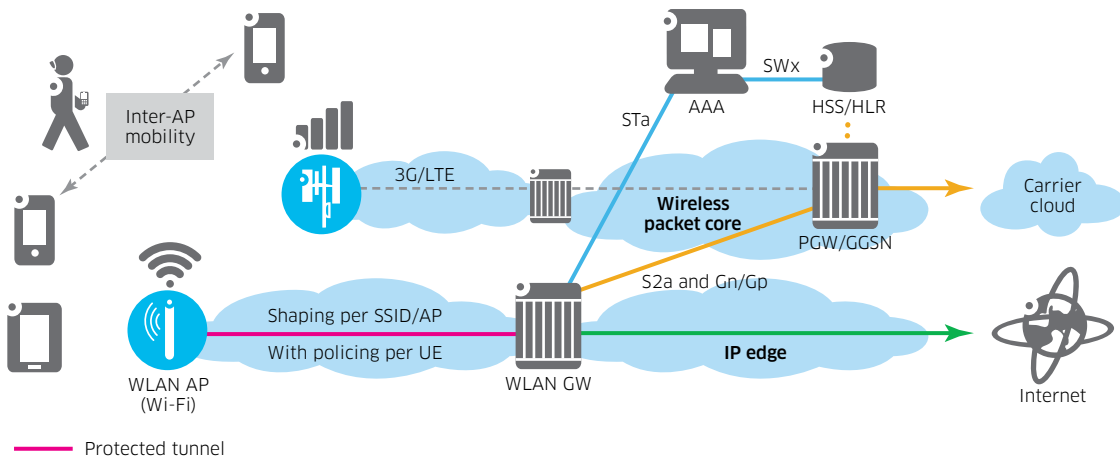 SWx
AAA
HSS/HLR
STa
Inter-AP
mobility
3G/LTE
Wireless
packet core
Carrier
cloud
PGW/GGSN
S2a and Gn/Gp
Shaping per SSID/AP
With policing per UE
IP edge
WLAN AP
(Wi-Fi)
WLAN GW
Internet
Protected tunnel